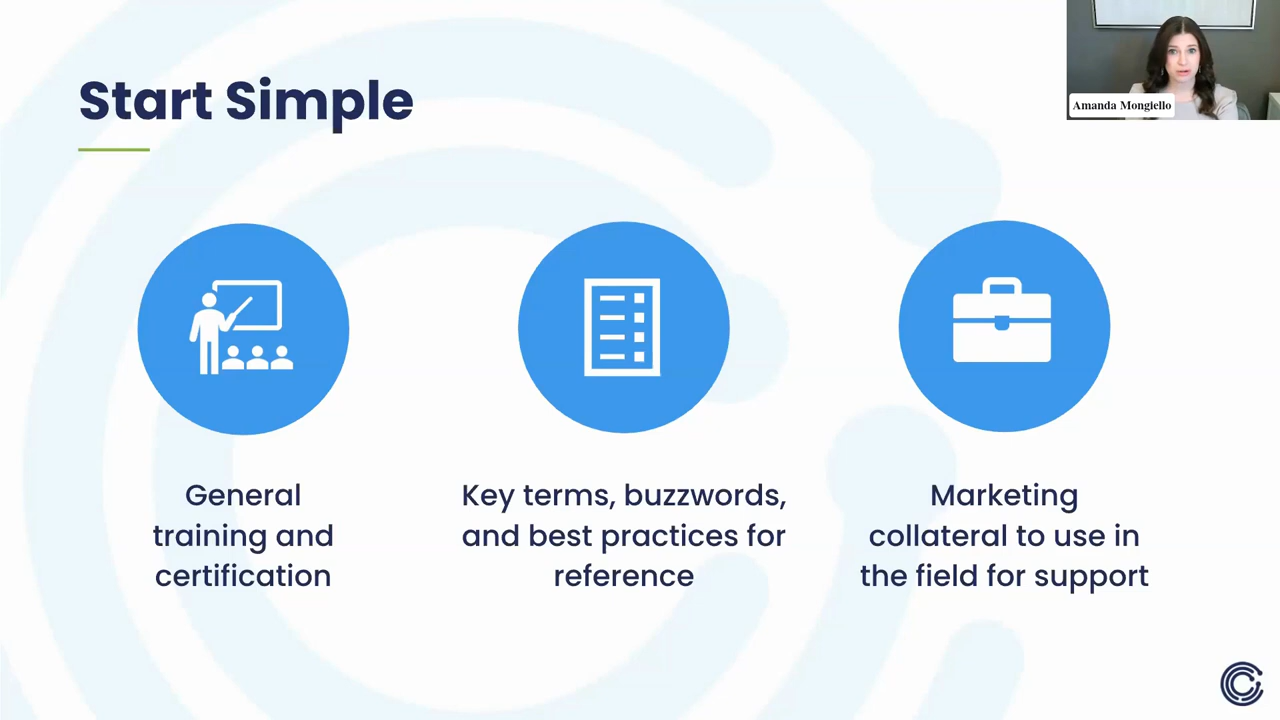 Start Simple
Amanda Mongiello
General
training and
certification
Key terms, buzzwords,
and best practices for
reference
Marketing
collateral to use in
the field for support